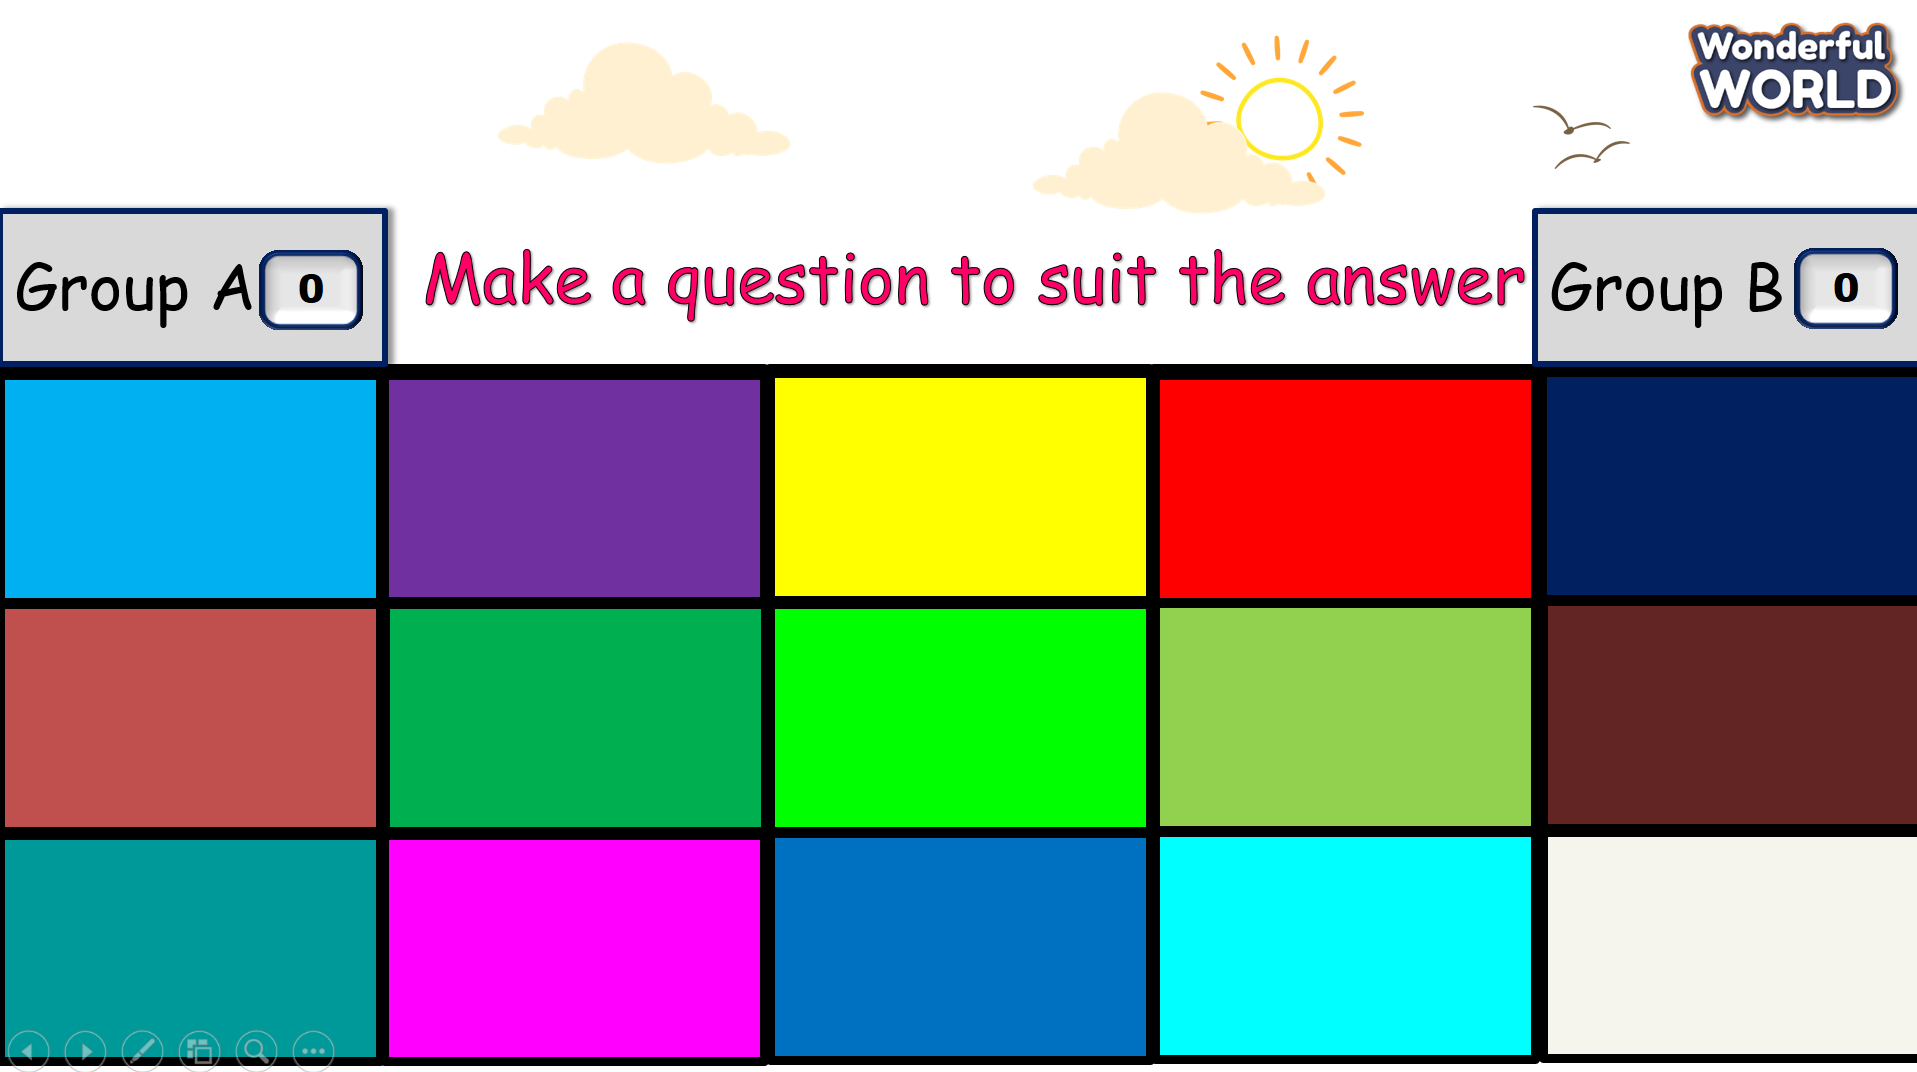 Wonderful
WORLD
Group A 0
Make a question to suit the answer
Group B 0